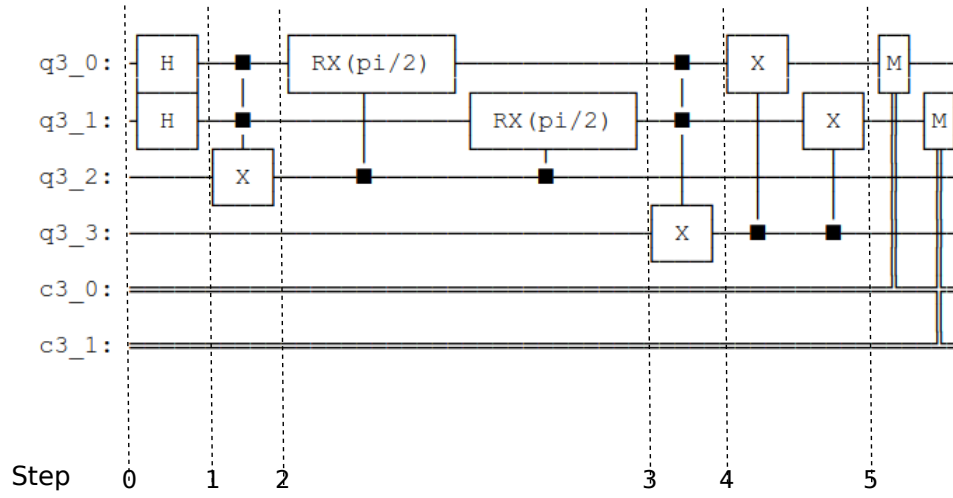 q3_0: H RX(pi/2) X M
q3_1: H RX(pi/2) X M
q3_2: X
q3_3: X
c3_0:
c3_1:
Step 0 1 2 3 4 5